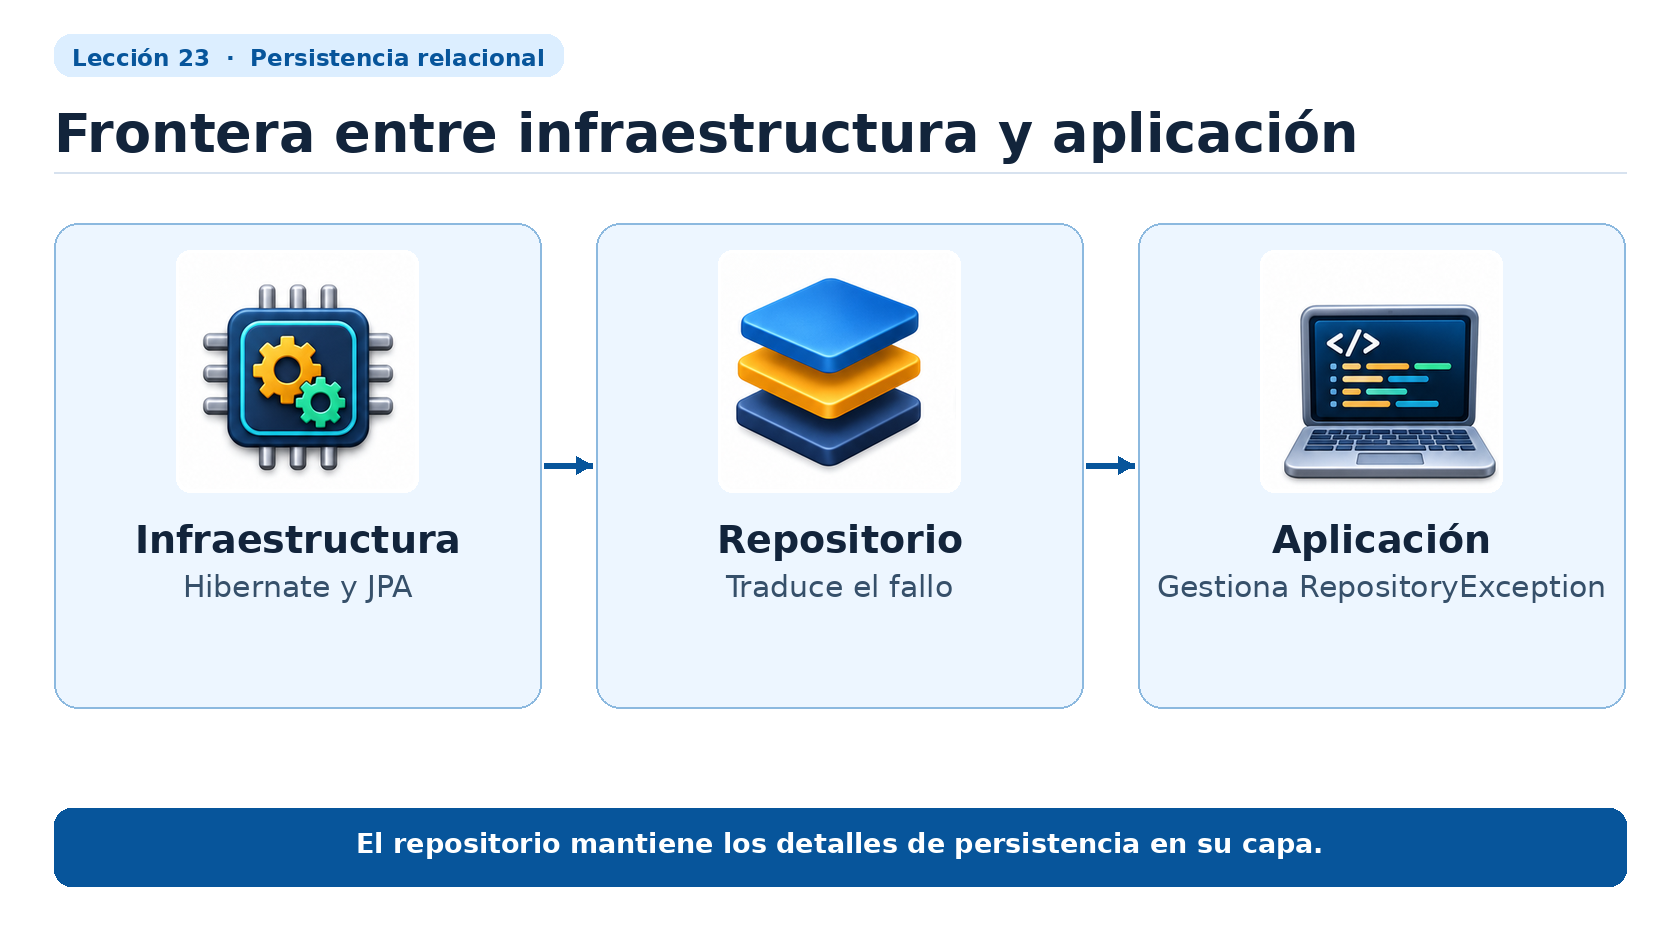 Lección 23 · Persistencia relacional
Frontera entre infraestructura y aplicación
</>
Infraestructura
Hibernate y JPA
Repositorio
Traduce el fallo
Aplicación
Gestiona RepositoryException
El repositorio mantiene los detalles de persistencia en su capa.